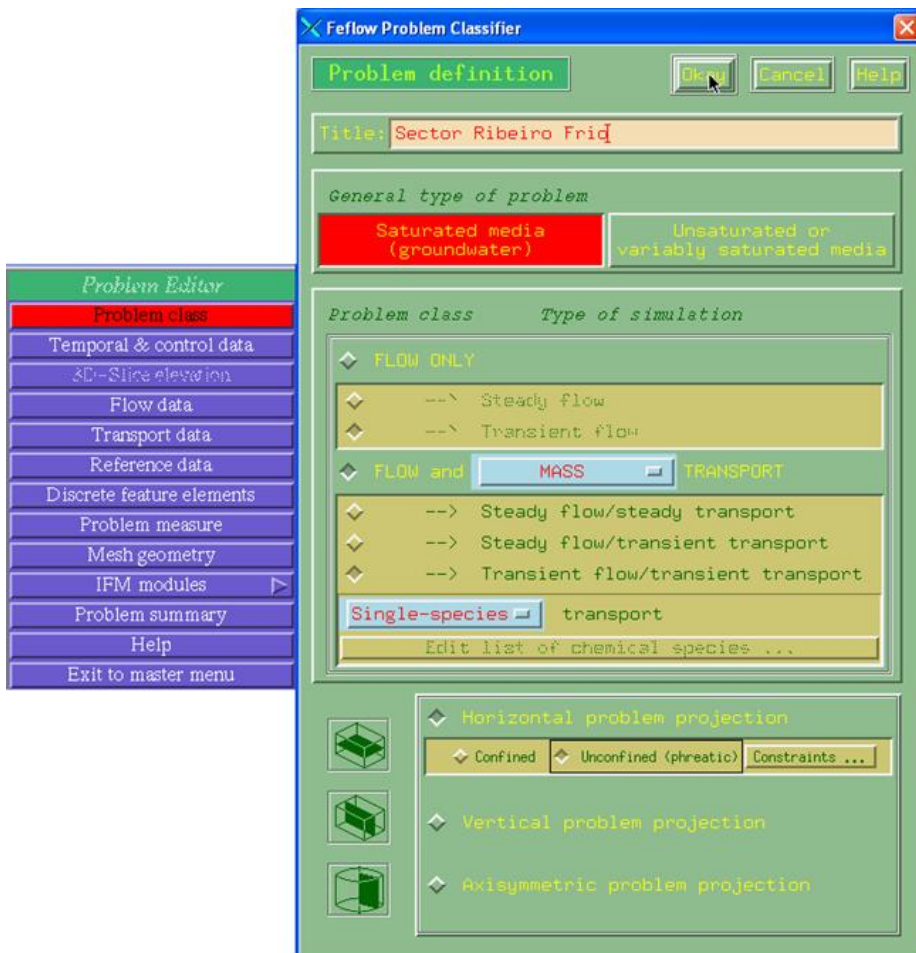 Feflow Problem Classifier
Problem definition
Okay Cancel Help
Title: Sector Ribeiro Frio
General type of problem
Saturated media
(groundwater)
Unsaturated or
variably saturated media
Problem Editor
Problem class
Temporal & control data
3D-Slice elevation
Flow data
Transport data
Reference data
Discrete feature elements
Problem measure
Mesh geometry
IFM modules
Problem summary
Help
Exit to master menu
Problem class Type of simulation
FLOW ONLY
--> Steady flow
--> Transient flow
FLOW and MASS TRANSPORT
--> Steady flow/steady transport
--> Steady flow/transient transport
--> Transient flow/transient transport
Single-species transport
Edit list of chemical species ...
Horizontal problem projection
Confined Unconfined (phreatic) Constraints ...
Vertical problem projection
Axisymmetric problem projection